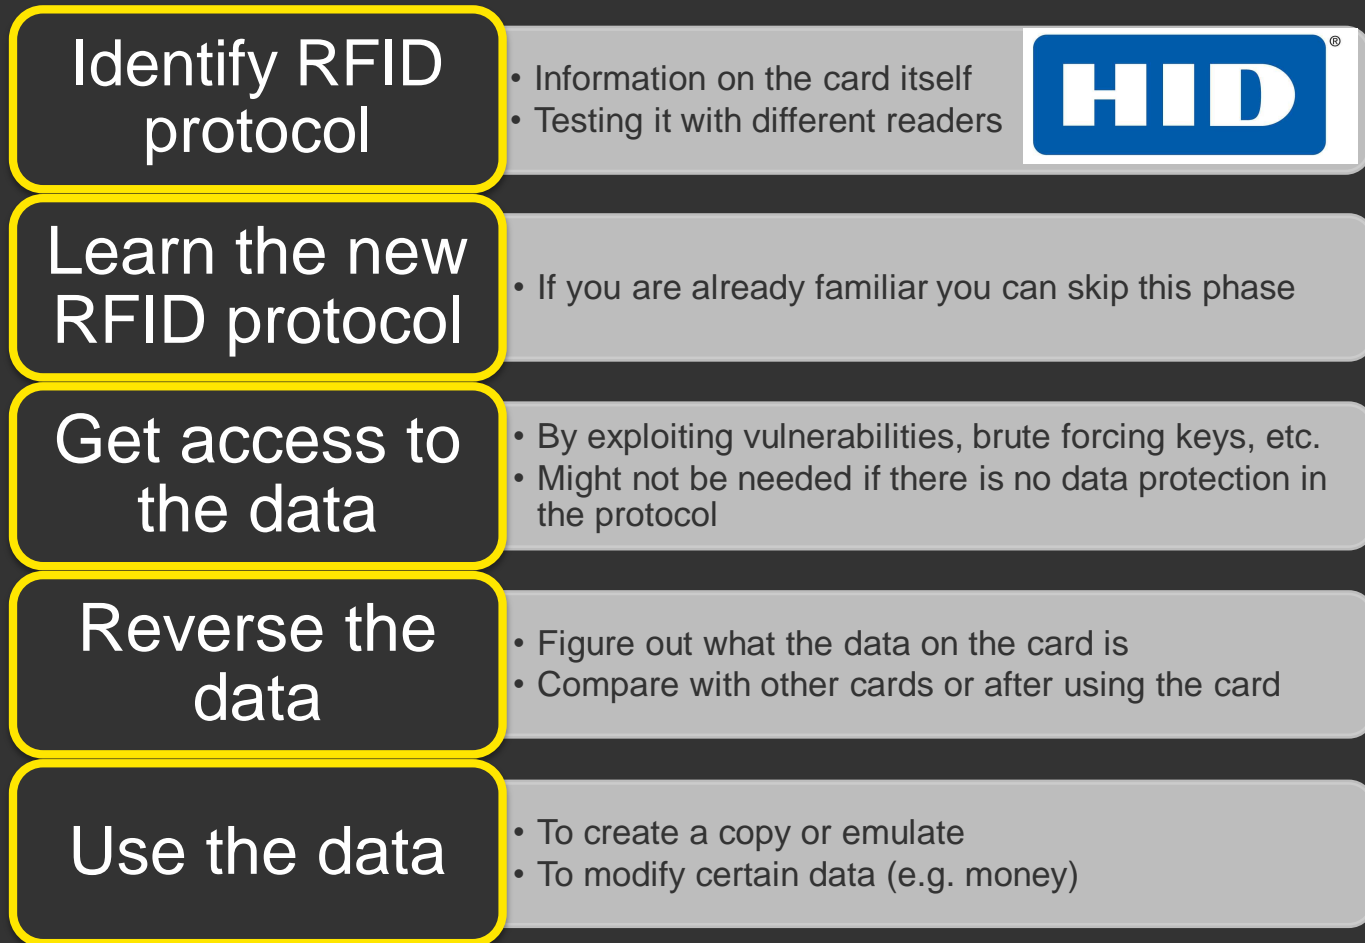 Identify RFID
protocol
• Information on the card itself
• Testing it with different readers
HID®
Learn the new
RFID protocol
• If you are already familiar you can skip this phase
Get access to
the data
• By exploiting vulnerabilities, brute forcing keys, etc.
• Might not be needed if there is no data protection in
the protocol
Reverse the
data
• Figure out what the data on the card is
• Compare with other cards or after using the card
Use the data
• To create a copy or emulate
• To modify certain data (e.g. money)